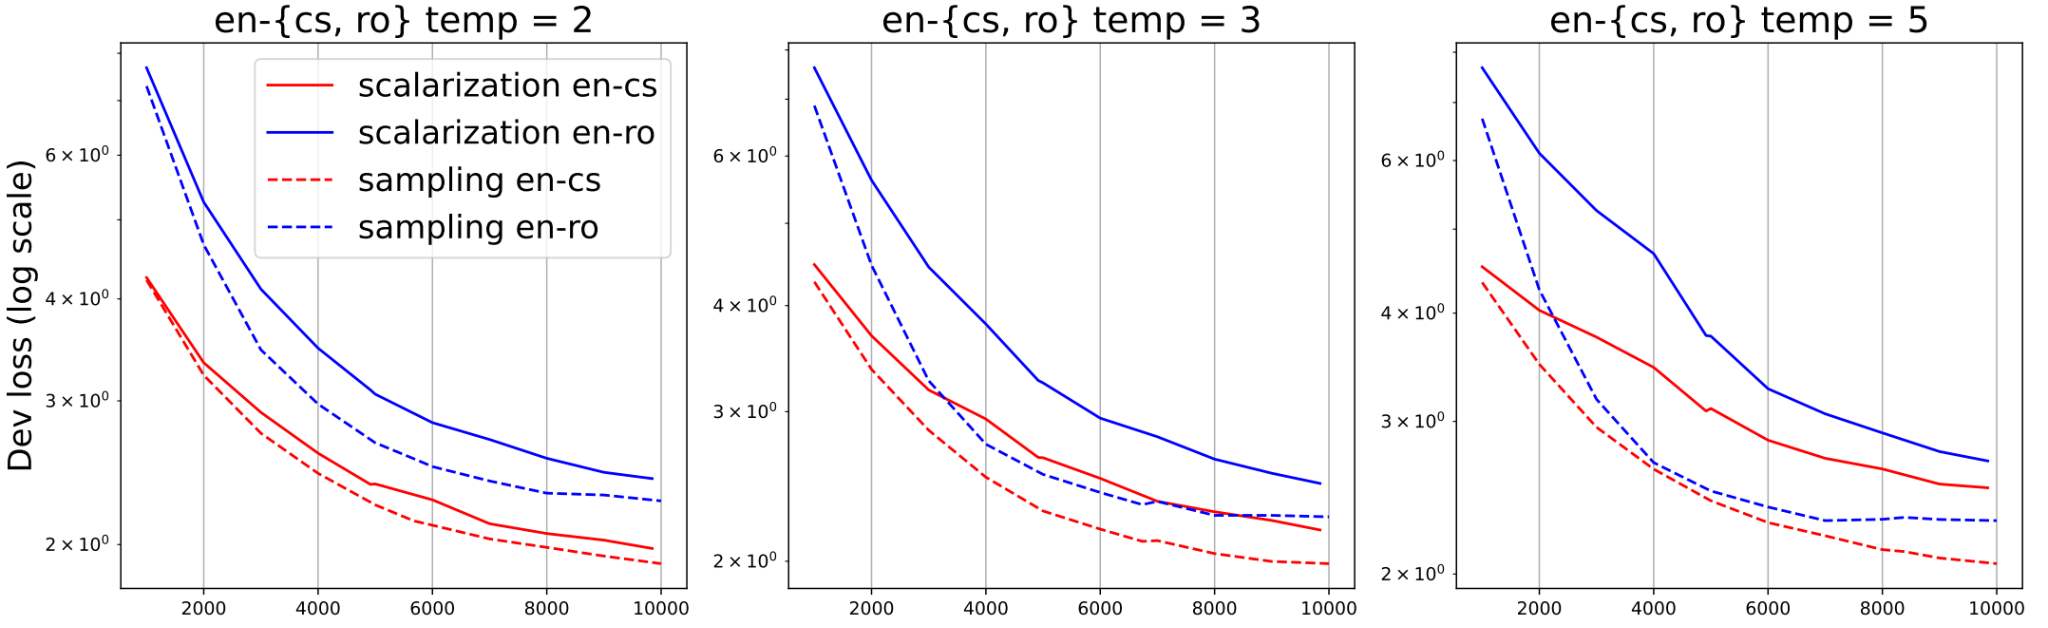 en-{cs, ro} temp = 2
en-{cs, ro} temp = 3
en-{cs, ro} temp = 5
Dev loss (log scale)
scalarization en-cs
scalarization en-ro
sampling en-cs
sampling en-ro
6 × 10⁰
4 × 10⁰
3 × 10⁰
2 × 10⁰
2000 4000 6000 8000 10000
6 × 10⁰
4 × 10⁰
3 × 10⁰
2 × 10⁰
2000 4000 6000 8000 10000
6 × 10⁰
4 × 10⁰
3 × 10⁰
2 × 10⁰
2000 4000 6000 8000 10000